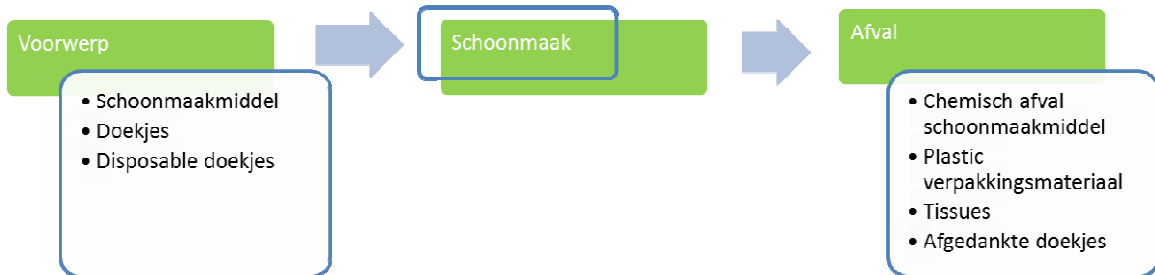 Voorwerp
• Schoonmaakmiddel
• Doekjes
• Disposable doekjes
Schoonmaak
Afval
• Chemisch afval
schoonmaakmiddel
• Plastic
verpakkingsmateriaal
• Tissues
• Afgedankte doekjes